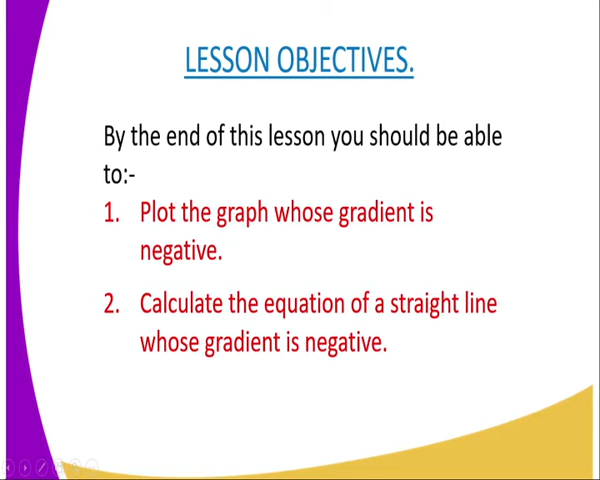 LESSON OBJECTIVES.
By the end of this lesson you should be able
to:-
1. Plot the graph whose gradient is
negative.
2. Calculate the equation of a straight line
whose gradient is negative.